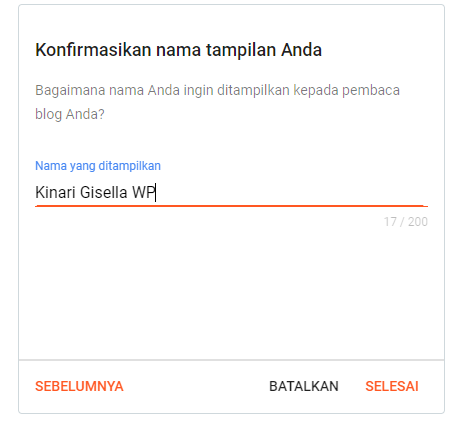 Konfirmasikan nama tampilan Anda
Bagaimana nama Anda ingin ditampilkan kepada pembaca
blog Anda?
Nama yang ditampilkan
Kinari Gisella WP
17 / 200
SEBELUMNYA BATALKAN SELESAI